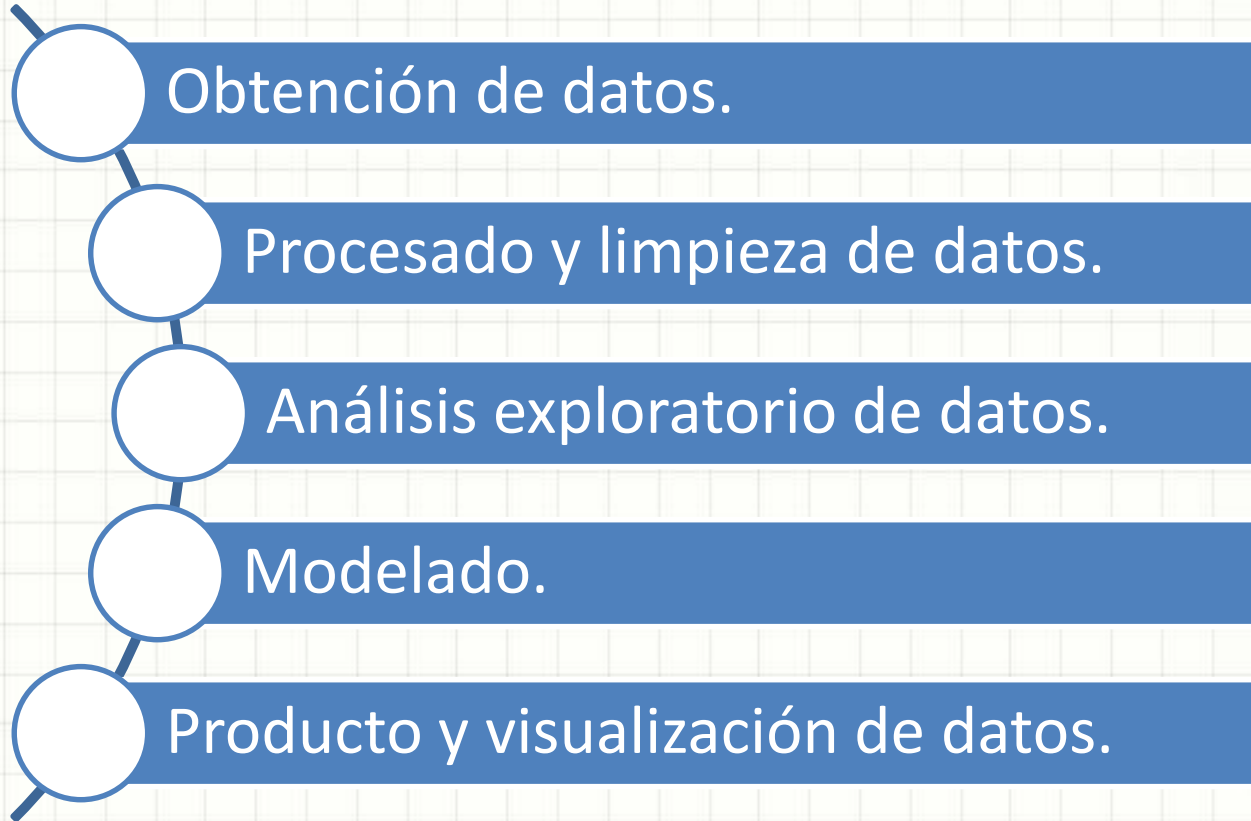 Obtención de datos.
Procesado y limpieza de datos.
Análisis exploratorio de datos.
Modelado.
Producto y visualización de datos.